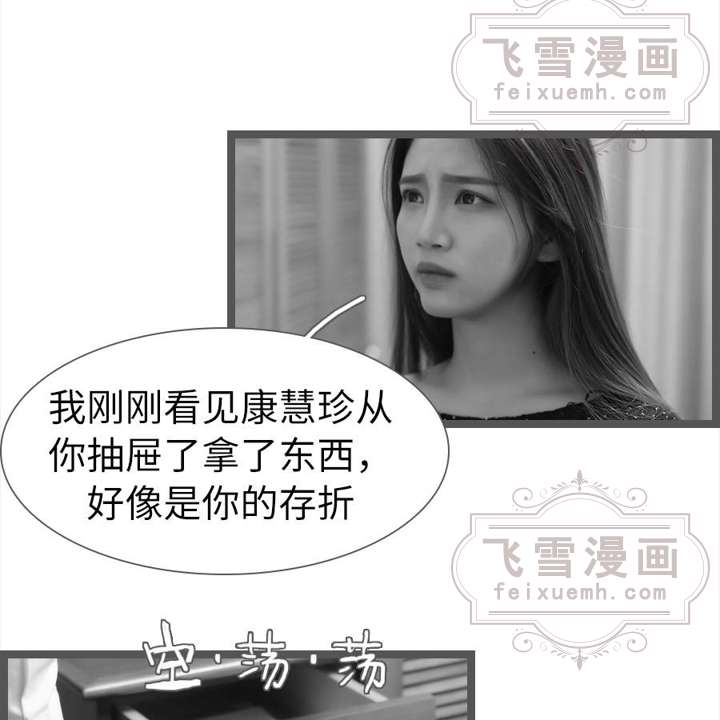 飞雪漫画
feixuemh.com
我刚刚看见康慧珍从
你抽屉了拿了东西，
好像是你的存折
飞雪漫画
feixuemh.com
空·荡·荡